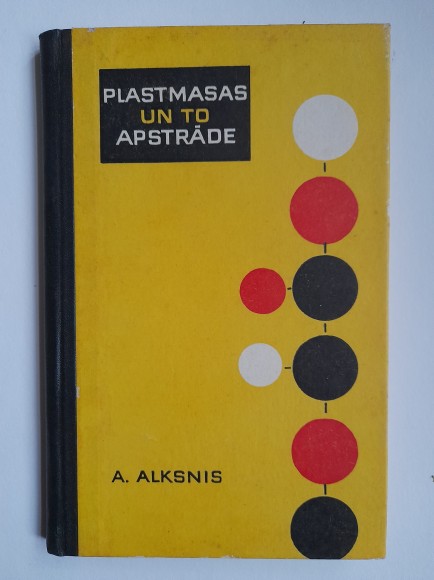 PLASTMASAS
UN TO
APSTRĀDE
A. ALKSNIS